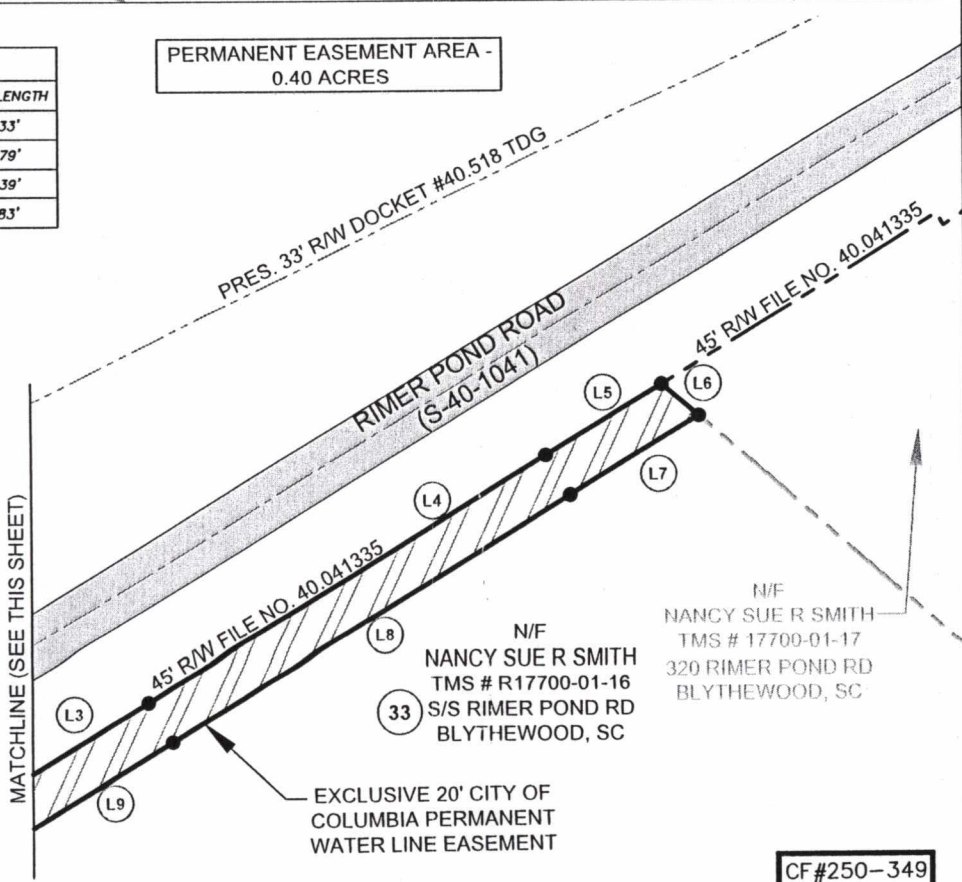 PERMANENT EASEMENT AREA -
0.40 ACRES
LENGTH
33'
79'
39'
83'
PRES. 33' R/W DOCKET #40.518 TDG
RIMER POND ROAD
(S-40-1041)
45' R/W FILE NO. 40.041335
L5
L6
L4
L7
45' R/W FILE NO. 40.041335
L8
L3
L9
MATCHLINE (SEE THIS SHEET)
N/F
NANCY SUE R SMITH
TMS # R17700-01-16
33 S/S RIMER POND RD
BLYTHEWOOD, SC
N/F
NANCY SUE R SMITH
TMS # 17700-01-17
320 RIMER POND RD
BLYTHEWOOD, SC
EXCLUSIVE 20' CITY OF
COLUMBIA PERMANENT
WATER LINE EASEMENT
CF#250-349